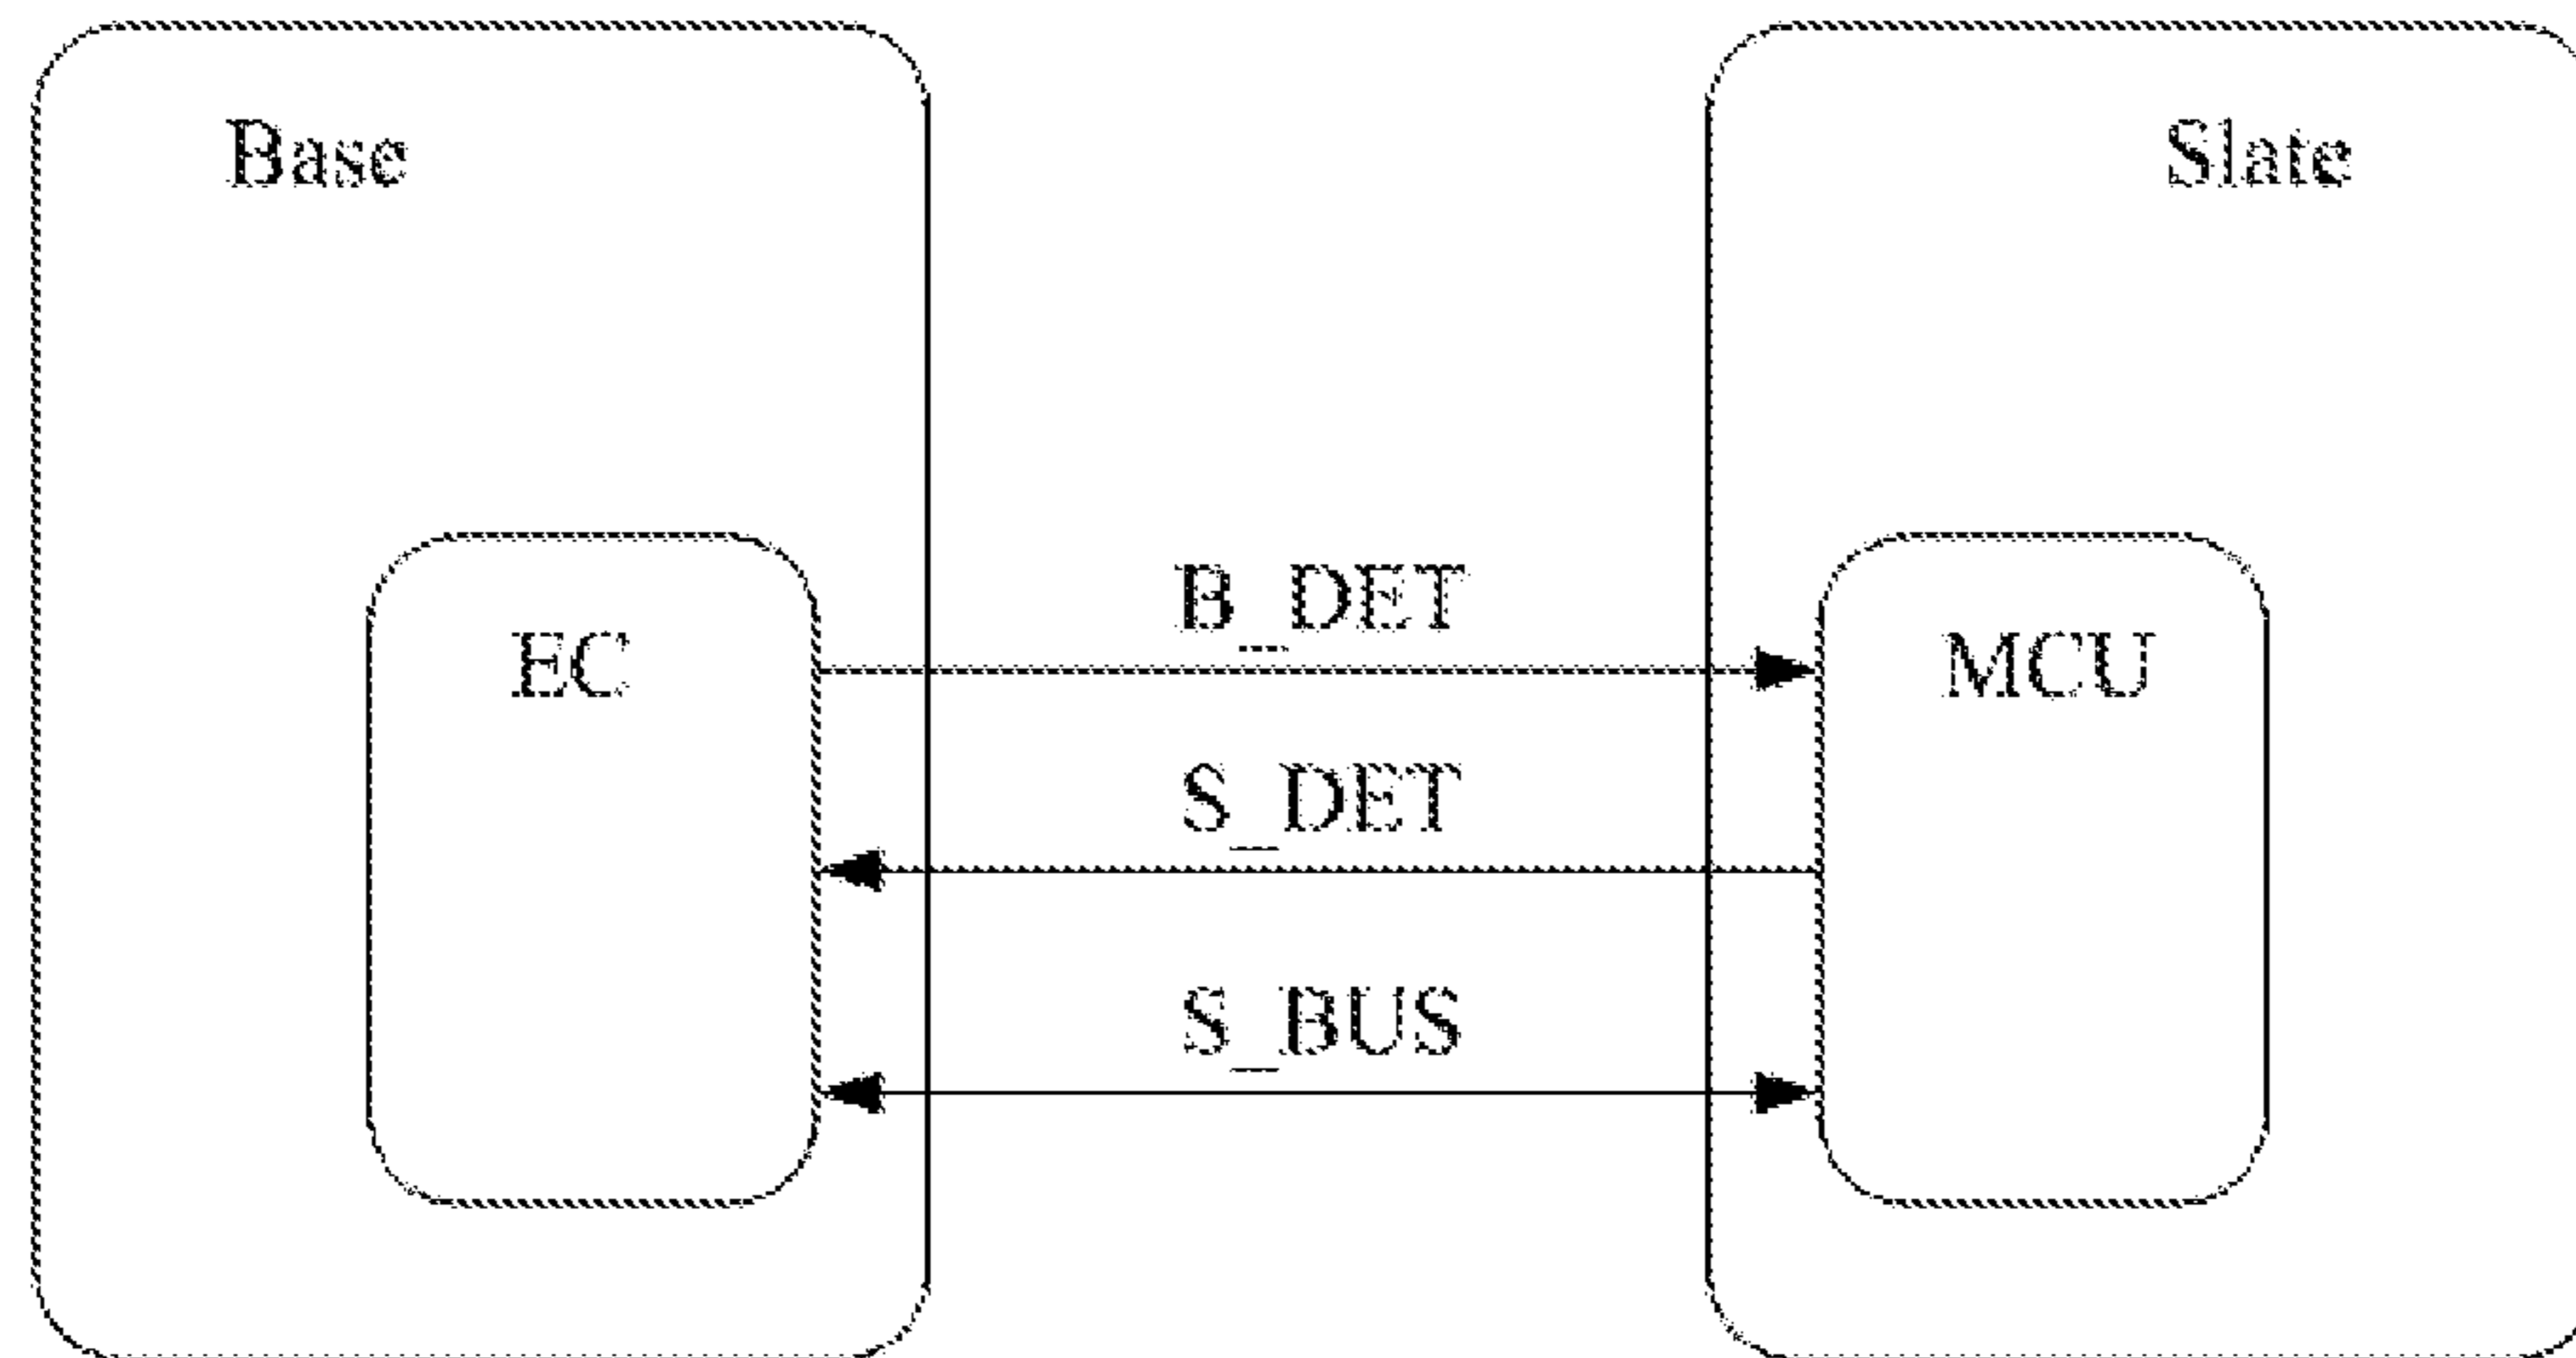 Base
Slate
EC
B_DET
MCU
S_DET
S_BUS